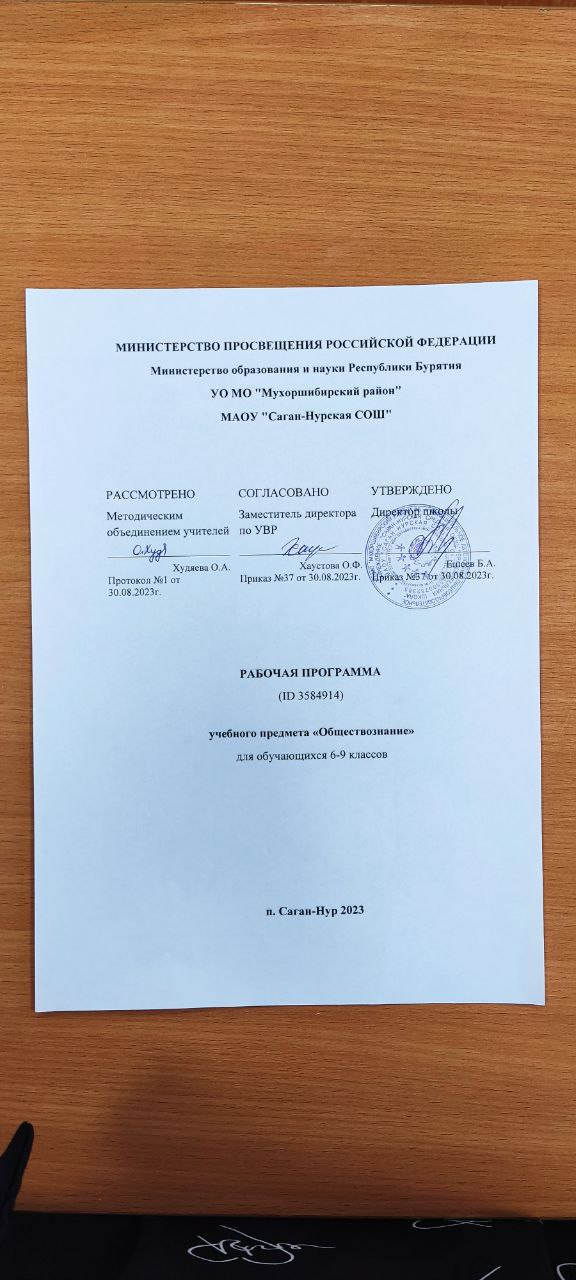 МИНИСТЕРСТВО ПРОСВЕЩЕНИЯ РОССИЙСКОЙ ФЕДЕРАЦИИ
Министерство образования и науки Республики Бурятия
УО МО "Мухоршибирский район"
МАОУ "Саган-Нурская СОШ"
РАССМОТРЕНО
Методическим
объединением учителей
Худяева О.А.
Протокол №1 от
30.08.2023г.
СОГЛАСОВАНО
Заместитель директора
по УВР
Хаустова О.Ф.
Приказ №37 от 30.08.2023г.
УТВЕРЖДЕНО
Директор школы
Б.А.
Приказ №37 от 30.08.2023г.
РАБОЧАЯ ПРОГРАММА
(ID 3584914)
учебного предмета «Обществознание»
для обучающихся 6-9 классов
п. Саган-Нур 2023